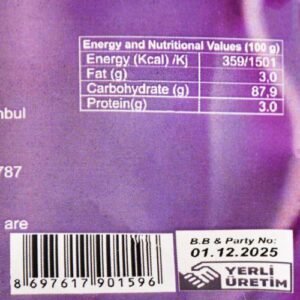 Energy and Nutritional Values (100 g)
Energy (Kcal) /Kj 359/1501
Fat (g) 3,0
Carbohydrate (g) 87,9
Protein(g) 3.0
nbul
787
are
B.B & Party No:
01.12.2025
YERLİ
ÜRETİM
8 697617 901596